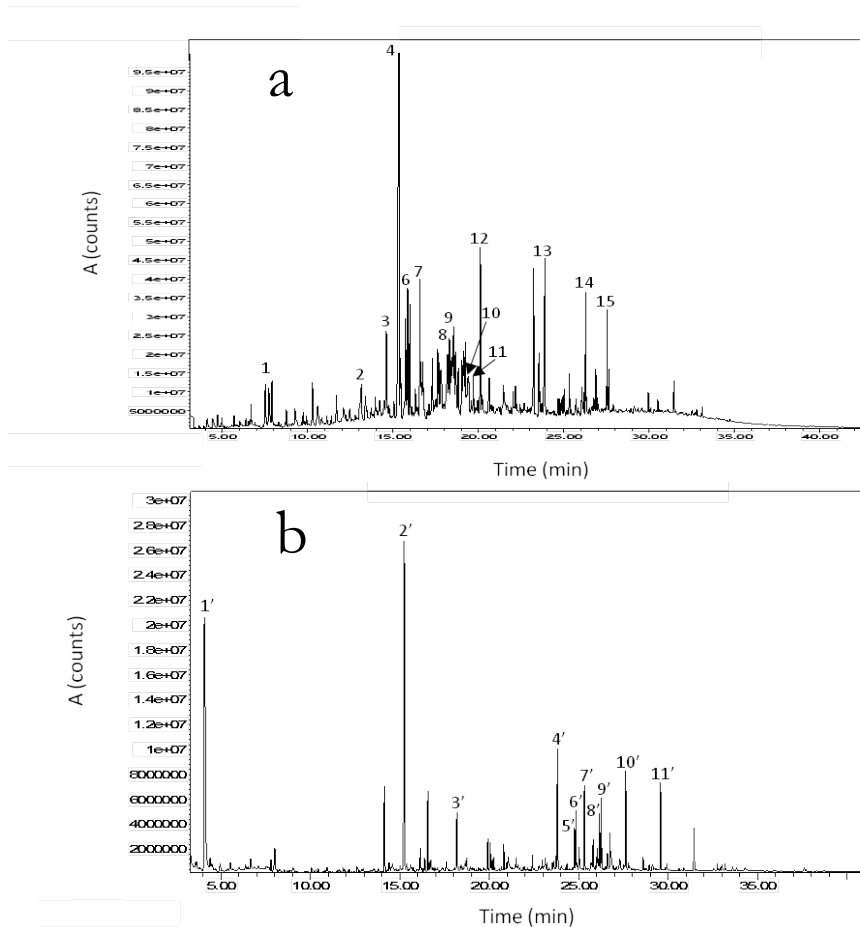 a
4
9.5e+07
9e+07
8.5e+07
8e+07
7.5e+07
7e+07
6.5e+07
6e+07
5.5e+07
5e+07
4.5e+07
4e+07
3.5e+07
3e+07
2.5e+07
2e+07
1.5e+07
1e+07
5000000
A (counts)
1
2
3
6
7
8
9
10
11
12
13
14
15
5.00 10.00 15.00 20.00 25.00 30.00 35.00 40.00
Time (min)
b
3e+07
2.8e+07
2.6e+07
2.4e+07
2.2e+07
2e+07
1.8e+07
1.6e+07
1.4e+07
1.2e+07
1e+07
8000000
6000000
4000000
2000000
A (counts)
1′
2′
3′
4′
5′
6′
7′
8′
9′
10′
11′
5.00 10.00 15.00 20.00 25.00 30.00 35.00
Time (min)